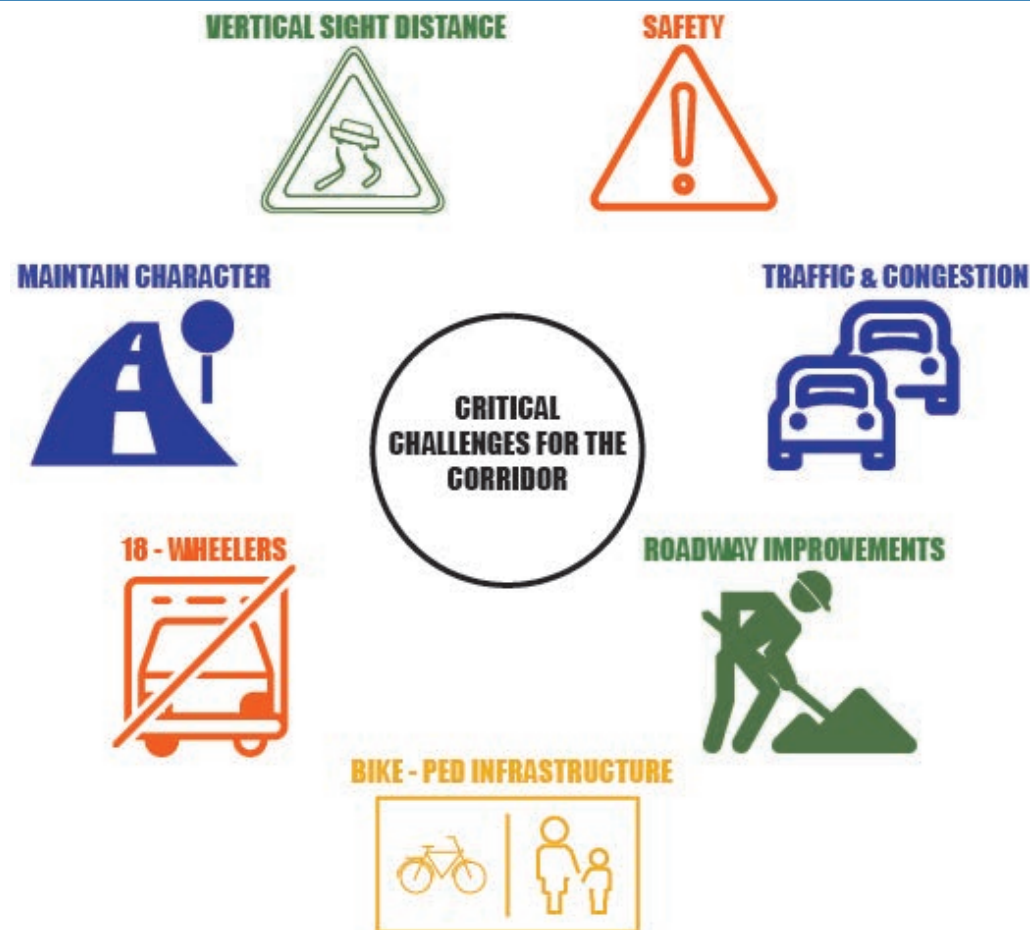 VERTICAL SIGHT DISTANCE
SAFETY
MAINTAIN CHARACTER
TRAFFIC & CONGESTION
CRITICAL
CHALLENGES FOR THE
CORRIDOR
18 - WHEELERS
ROADWAY IMPROVEMENTS
BIKE - PED INFRASTRUCTURE